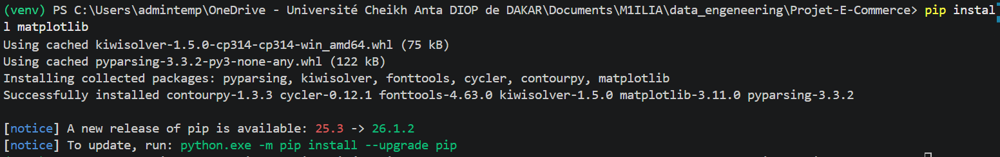 (venv) PS C:\Users\admintemp\OneDrive - Université Cheikh Anta DIOP de DAKAR\Documents\M1ILIA\data_engeneering\Projet-E-Commerce> pip instal
l matplotlib
Using cached kiwisolver-1.5.0-cp314-cp314-win_amd64.whl (75 kB)
Using cached pyparsing-3.3.2-py3-none-any.whl (122 kB)
Installing collected packages: pyparsing, kiwisolver, fonttools, cycler, contourpy, matplotlib
Successfully installed contourpy-1.3.3 cycler-0.12.1 fonttools-4.63.0 kiwisolver-1.5.0 matplotlib-3.11.0 pyparsing-3.3.2
[notice] A new release of pip is available: 25.3 -> 26.1.2
[notice] To update, run: python.exe -m pip install --upgrade pip